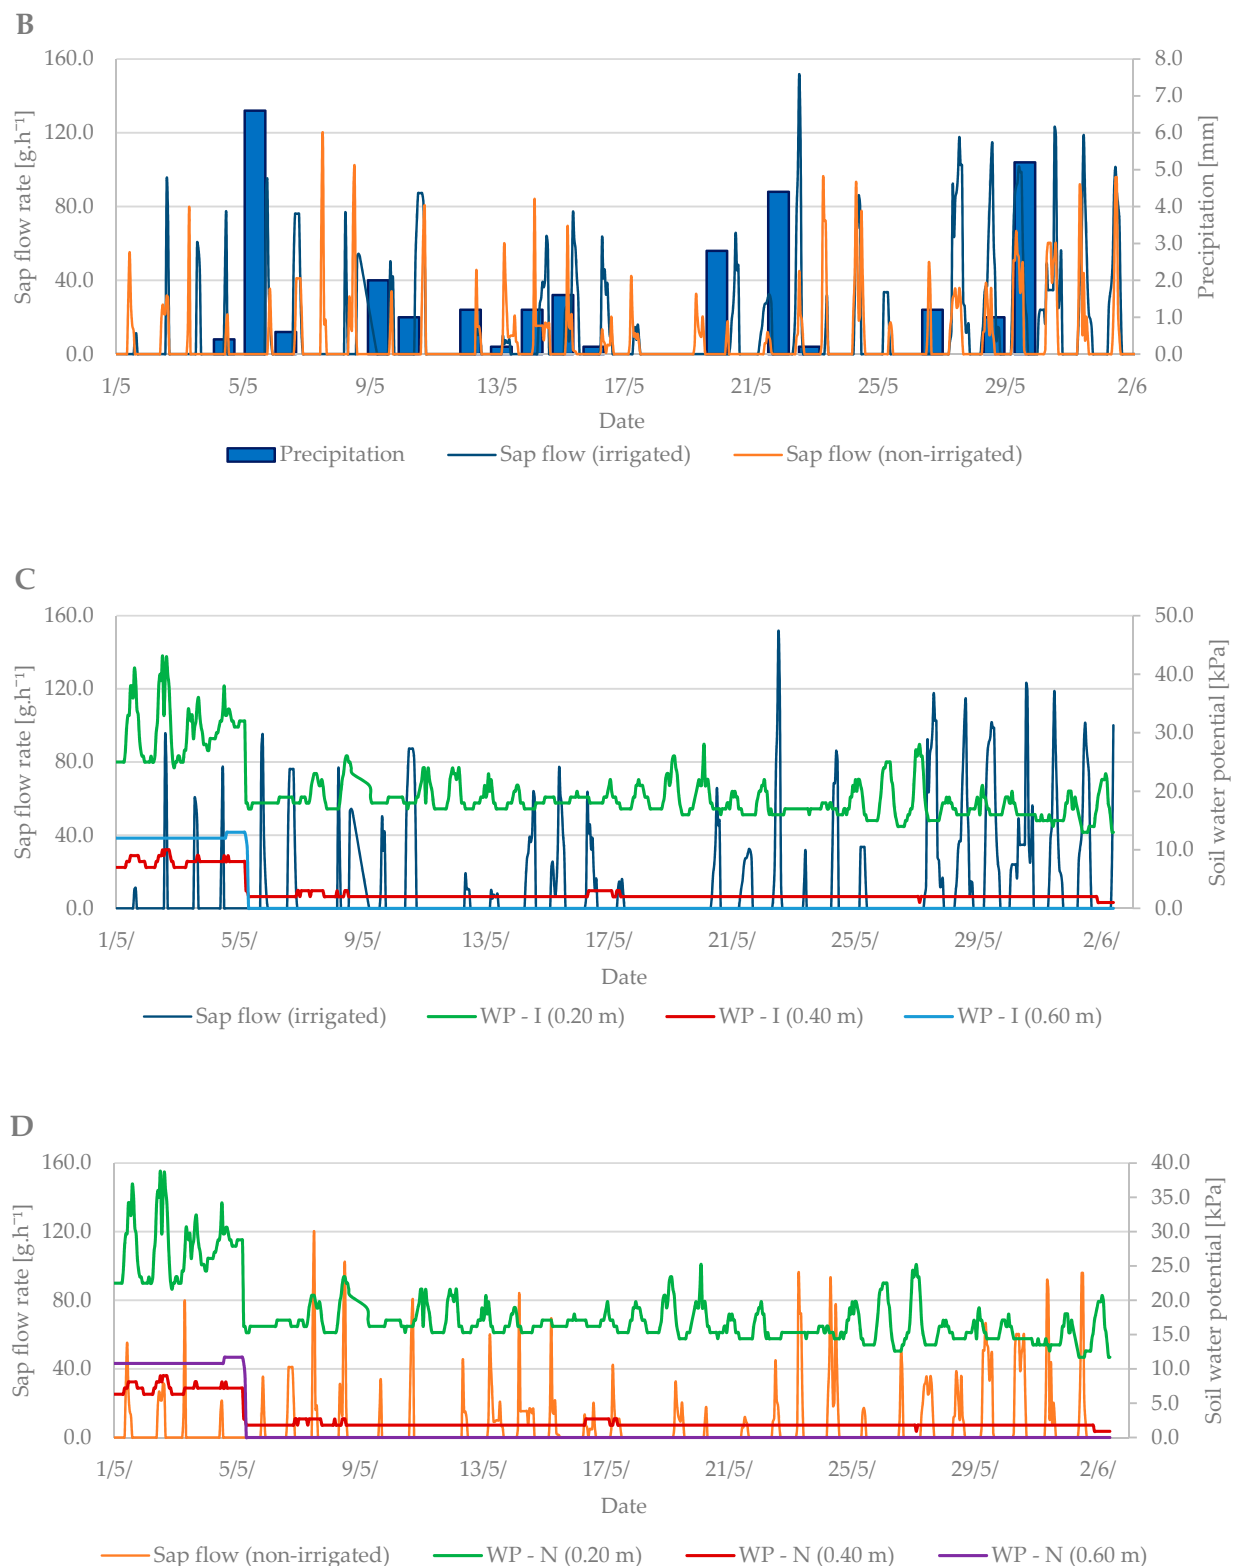 B
160.0
120.0
80.0
40.0
0.0
Sap flow rate [g.h⁻¹]
8.0
7.0
6.0
5.0
4.0
3.0
2.0
1.0
0.0
Precipitation [mm]
1/5 5/5 9/5 13/5 17/5 21/5 25/5 29/5 2/6
Date
Precipitation Sap flow (irrigated) Sap flow (non-irrigated)
C
160.0
120.0
80.0
40.0
0.0
Sap flow rate [g.h⁻¹]
50.0
40.0
30.0
20.0
10.0
0.0
Soil water potential [kPa]
1/5/ 5/5/ 9/5/ 13/5/ 17/5/ 21/5/ 25/5/ 29/5/ 2/6/
Date
Sap flow (irrigated) WP - I (0.20 m) WP - I (0.40 m) WP - I (0.60 m)
D
160.0
120.0
80.0
40.0
0.0
Sap flow rate [g.h⁻¹]
40.0
35.0
30.0
25.0
20.0
15.0
10.0
5.0
0.0
Soil water potential [kPa]
1/5/ 5/5/ 9/5/ 13/5/ 17/5/ 21/5/ 25/5/ 29/5/ 2/6/
Date
Sap flow (non-irrigated) WP - N (0.20 m) WP - N (0.40 m) WP - N (0.60 m)